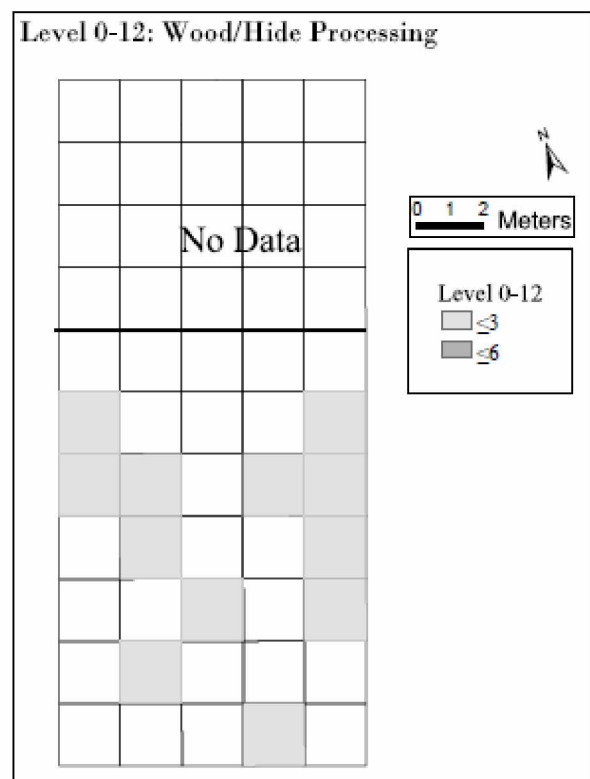 Level 0-12: Wood/Hide Processing
N
0 1 2 Meters
No Data
Level 0-12
≤3
≤6